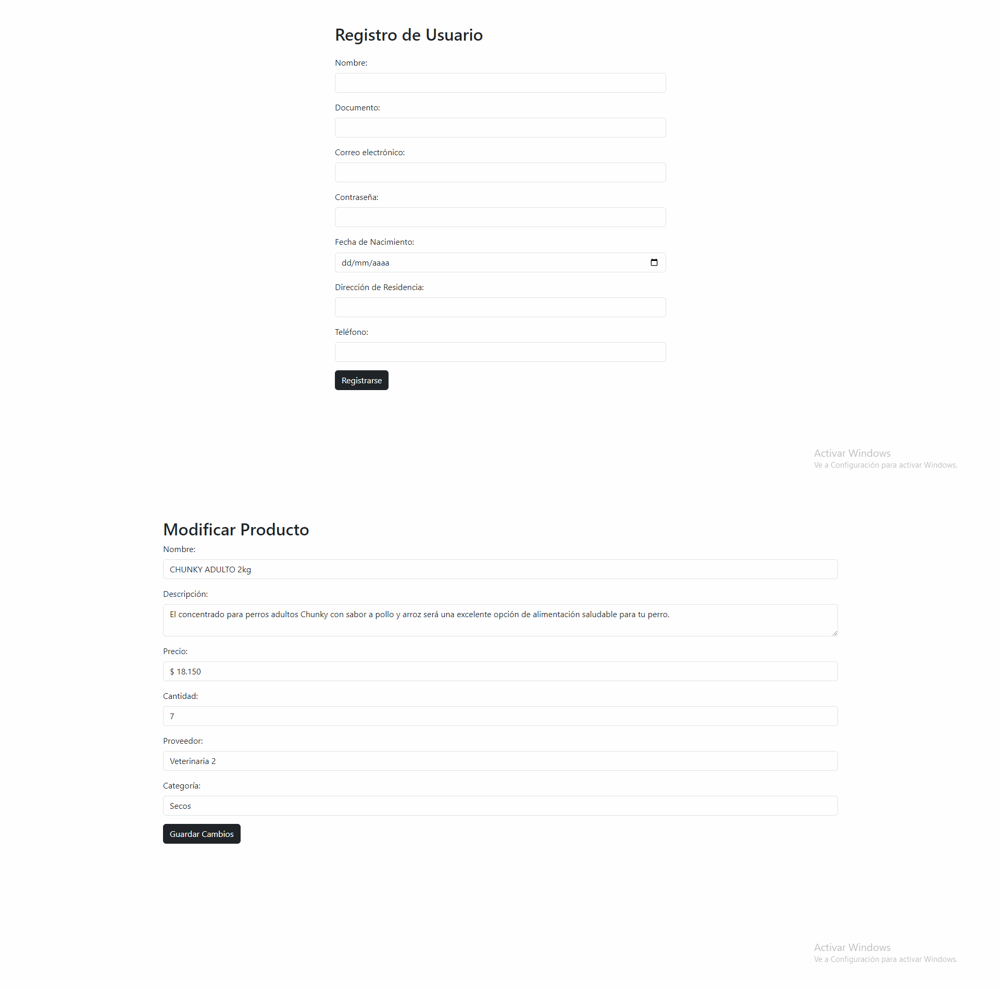 Registro de Usuario
Nombre:
Documento:
Correo electrónico:
Contraseña:
Fecha de Nacimiento:
dd/mm/aaaa
Dirección de Residencia:
Teléfono:
Registrarse
Activar Windows
Ve a Configuración para activar Windows.
Modificar Producto
Nombre:
CHUNKY ADULTO 2kg
Descripción:
El concentrado para perros adultos Chunky con sabor a pollo y arroz será una excelente opción de alimentación saludable para tu perro.
Precio:
$ 18.150
Cantidad:
7
Proveedor:
Veterinaria 2
Categoría:
Secos
Guardar Cambios
Activar Windows
Ve a Configuración para activar Windows.